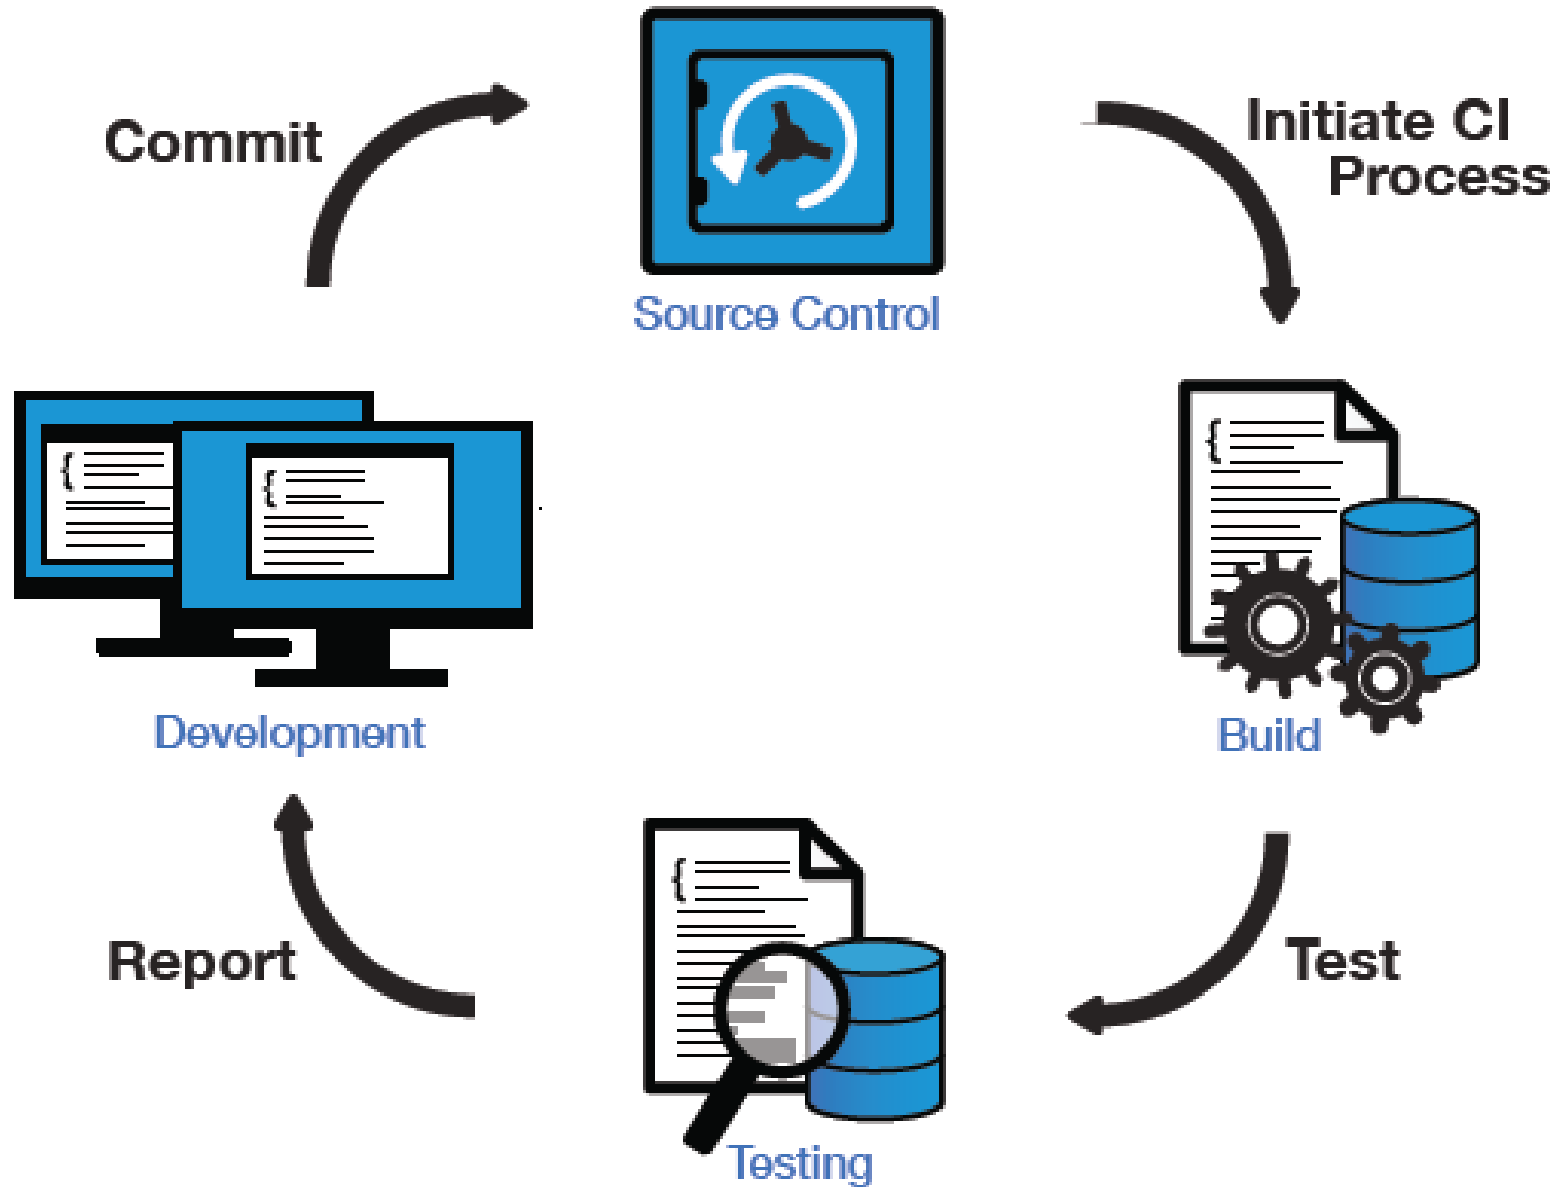 Commit
Initiate CI
Process
Source Control
Development
Build
Report
Test
Testing